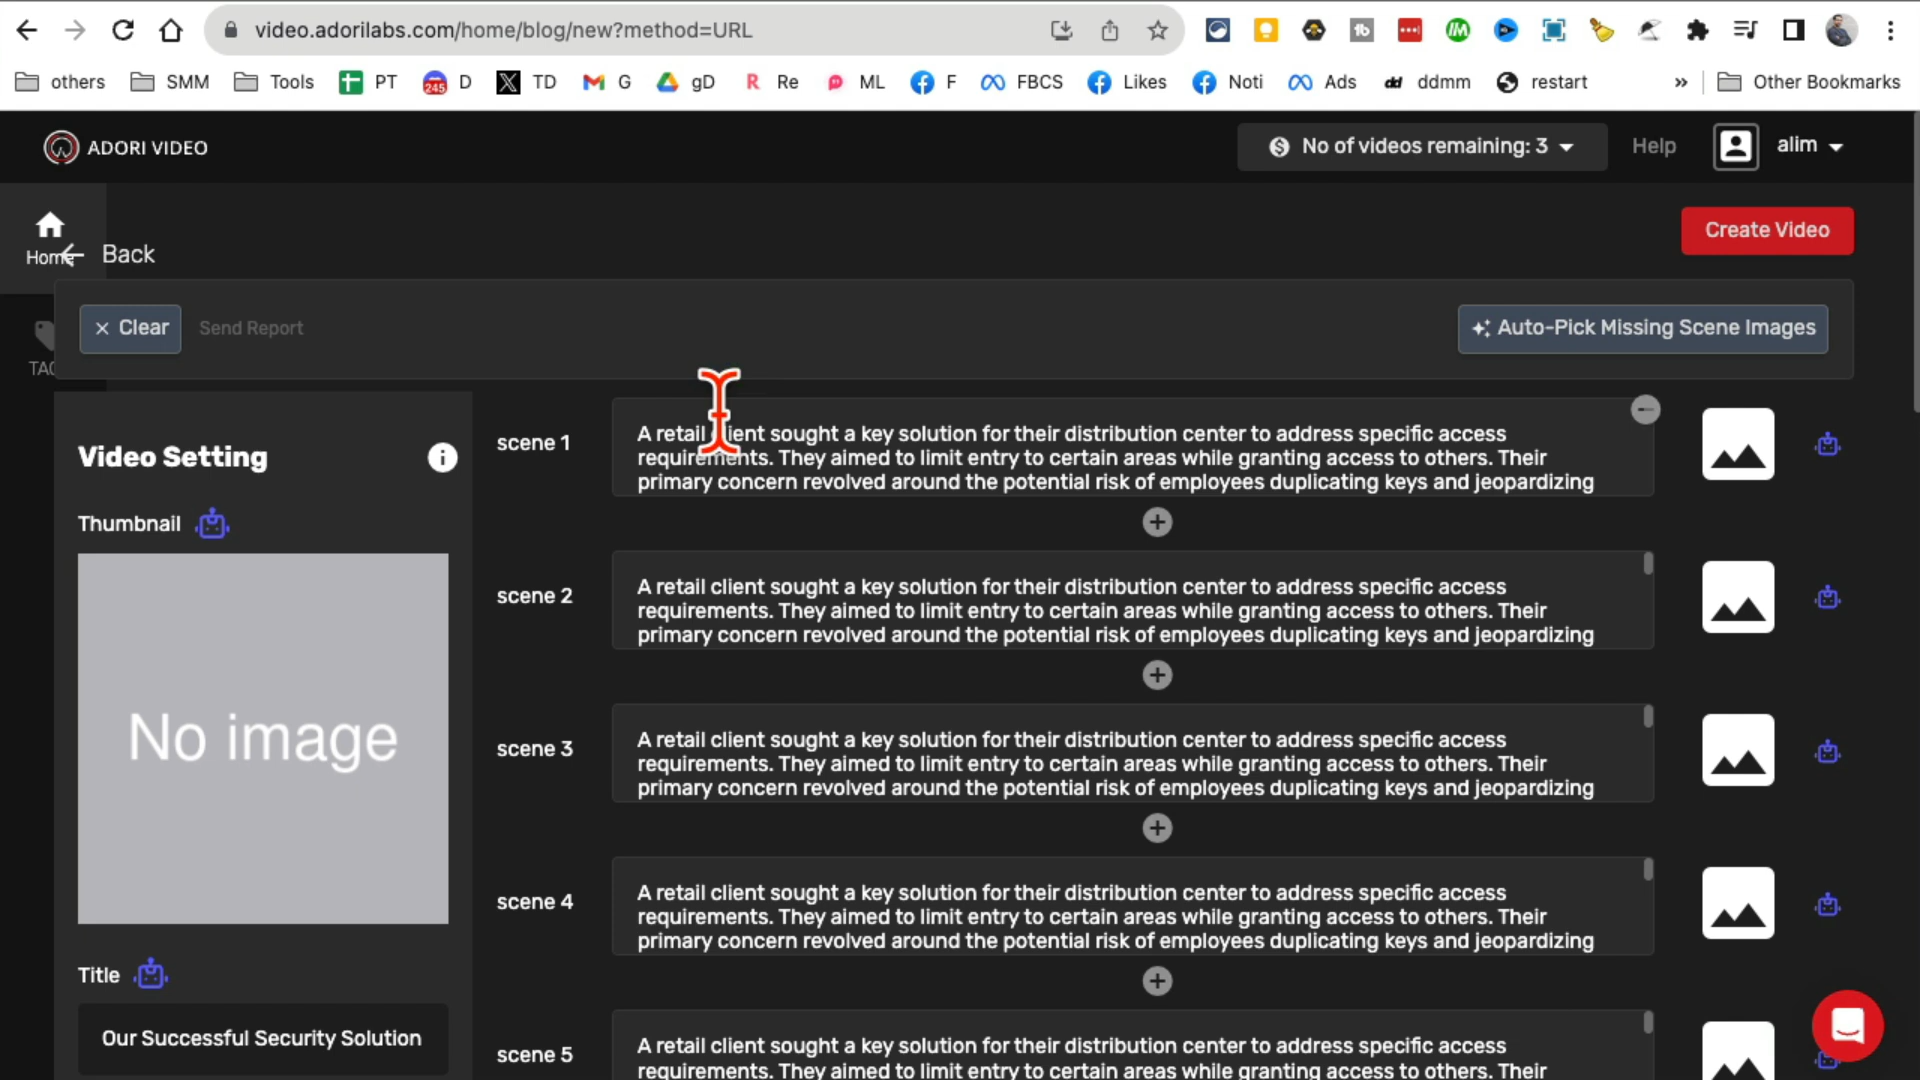 video.adorilabs.com/home/blog/new?method=URL
others SMM Tools PT 245 D TD G gD Re ML F FBCS Likes Noti Ads ddmm restart » Other Bookmarks
ADORI VIDEO
No of videos remaining: 3
Help
alim
Home
Back
Create Video
TAG
× Clear
Send Report
Auto-Pick Missing Scene Images
Video Setting
Thumbnail
No image
Title
Our Successful Security Solution
scene 1
A retail client sought a key solution for their distribution center to address specific access
requirements. They aimed to limit entry to certain areas while granting access to others. Their
primary concern revolved around the potential risk of employees duplicating keys and jeopardizing
scene 2
A retail client sought a key solution for their distribution center to address specific access
requirements. They aimed to limit entry to certain areas while granting access to others. Their
primary concern revolved around the potential risk of employees duplicating keys and jeopardizing
scene 3
A retail client sought a key solution for their distribution center to address specific access
requirements. They aimed to limit entry to certain areas while granting access to others. Their
primary concern revolved around the potential risk of employees duplicating keys and jeopardizing
scene 4
A retail client sought a key solution for their distribution center to address specific access
requirements. They aimed to limit entry to certain areas while granting access to others. Their
primary concern revolved around the potential risk of employees duplicating keys and jeopardizing
scene 5
A retail client sought a key solution for their distribution center to address specific access
requirements. They aimed to limit entry to certain areas while granting access to others. Their